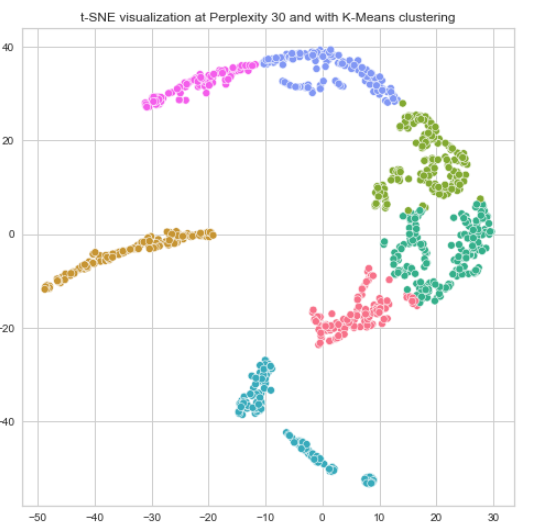 t-SNE visualization at Perplexity 30 and with K-Means clustering
40
20
0
−20
−40
−50 −40 −30 −20 −10 0 10 20 30